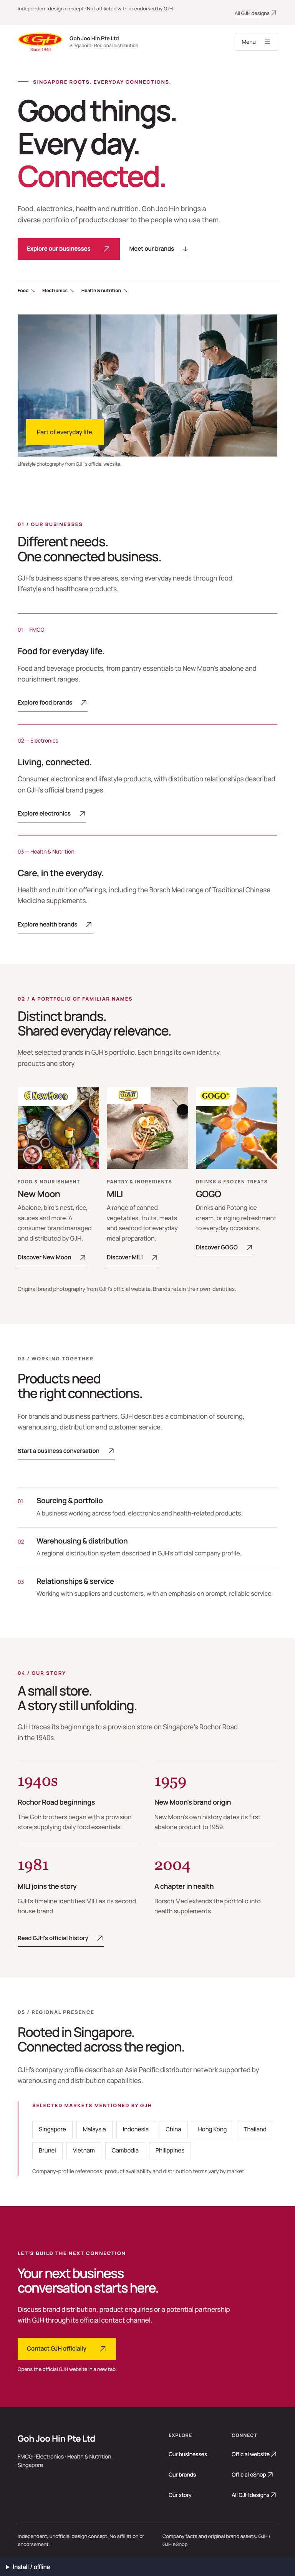 Independent design concept · Not affiliated with or endorsed by GJH
All GJH designs
GJH
Since 1940
Goh Joo Hin Pte Ltd
Singapore · Regional distribution
Menu
SINGAPORE ROOTS. EVERYDAY CONNECTIONS.
Good things.
Every day.
Connected.
Food, electronics, health and nutrition. Goh Joo Hin brings a
diverse portfolio of products closer to the people who use them.
Explore our businesses
Meet our brands
Food
Electronics
Health & nutrition
Part of everyday life.
Lifestyle photography from GJH's official website.
01 / OUR BUSINESSES
Different needs.
One connected business.
GJH's business spans three areas, serving everyday needs through food,
lifestyle and healthcare products.
01 — FMCG
Food for everyday life.
Food and beverage products, from pantry essentials to New Moon's abalone and
nourishment ranges.
Explore food brands
02 — Electronics
Living, connected.
Consumer electronics and lifestyle products, with distribution relationships described
on GJH's official brand pages.
Explore electronics
03 — Health & Nutrition
Care, in the everyday.
Health and nutrition offerings, including the Borsch Med range of Traditional Chinese
Medicine supplements.
Explore health brands
02 / A PORTFOLIO OF FAMILIAR NAMES
Distinct brands.
Shared everyday relevance.
Meet selected brands in GJH's portfolio. Each brings its own identity,
products and story.
New Moon
MILI
GOGO
FOOD & NOURISHMENT
New Moon
Abalone, bird's nest, rice,
sauces and more. A
consumer brand managed
and distributed by GJH.
Discover New Moon
PANTRY & INGREDIENTS
MILI
A range of canned
vegetables, fruits, meats
and seafood for everyday
meal preparation.
Discover MILI
DRINKS & FROZEN TREATS
GOGO
Drinks and Potong ice
cream, bringing refreshment
to everyday occasions.
Discover GOGO
Original brand photography from GJH's official website. Brands retain their own identities.
03 / WORKING TOGETHER
Products need
the right connections.
For brands and business partners, GJH describes a combination of sourcing,
warehousing, distribution and customer service.
Start a business conversation
01
Sourcing & portfolio
A business working across food, electronics and health-related products.
02
Warehousing & distribution
A regional distribution system described in GJH's official company profile.
03
Relationships & service
Working with suppliers and customers, with an emphasis on prompt, reliable service.
04 / OUR STORY
A small store.
A story still unfolding.
GJH traces its beginnings to a provision store on Singapore's Rochor Road
in the 1940s.
1940s
Rochor Road beginnings
The Goh brothers began with a provision
store supplying daily food essentials.
1959
New Moon's brand origin
New Moon's own history dates its first
abalone product to 1959.
1981
MILI joins the story
GJH's timeline identifies MILI as its second
house brand.
2004
A chapter in health
Borsch Med extends the portfolio into
health supplements.
Read GJH's official history
05 / REGIONAL PRESENCE
Rooted in Singapore.
Connected across the region.
GJH's company profile describes an Asia Pacific distributor network supported by
warehousing and distribution capabilities.
SELECTED MARKETS MENTIONED BY GJH
Singapore
Malaysia
Indonesia
China
Hong Kong
Thailand
Brunei
Vietnam
Cambodia
Philippines
Company-profile references; product availability and distribution terms vary by market.
LET'S BUILD THE NEXT CONNECTION
Your next business
conversation starts here.
Discuss brand distribution, product enquiries or a potential partnership
with GJH through its official contact channel.
Contact GJH officially
Opens the official GJH website in a new tab.
Goh Joo Hin Pte Ltd
FMCG · Electronics · Health & Nutrition
Singapore
EXPLORE
Our businesses
Our brands
Our story
CONNECT
Official website
Official eShop
All GJH designs
Independent, unofficial design concept. No affiliation or
endorsement.
Company facts and original brand assets: GJH /
GJH eShop.
Install / offline